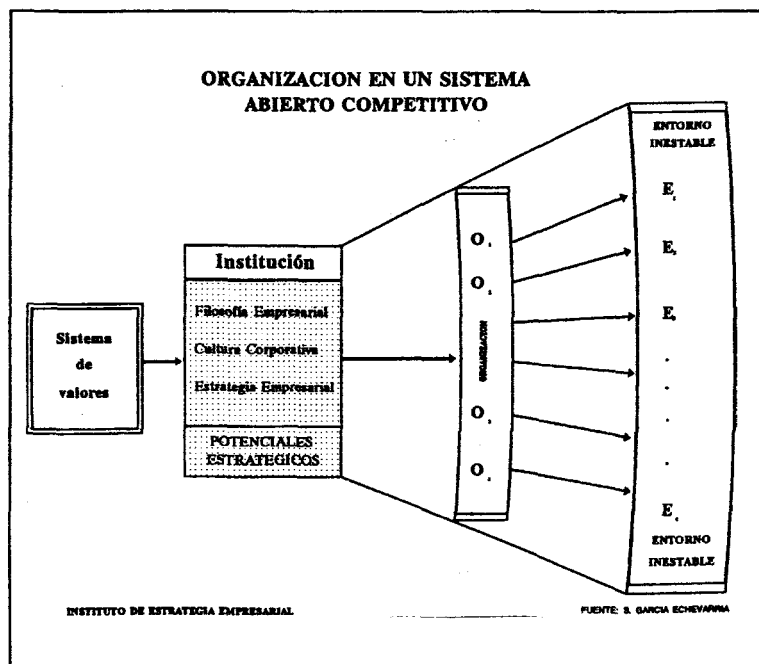 ORGANIZACION EN UN SISTEMA
ABIERTO COMPETITIVO
Sistema
de
valores
Institución
Filosofía Empresarial
Cultura Corporativa
Estrategia Empresarial
POTENCIALES
ESTRATEGICOS
O
O
ORGANIZACION
O
O
ENTORNO
INESTABLE
E
E
E
E
ENTORNO
INESTABLE
INSTITUTO DE ESTRATEGIA EMPRESARIAL
FUENTE: S. GARCIA ECHEVARRIA